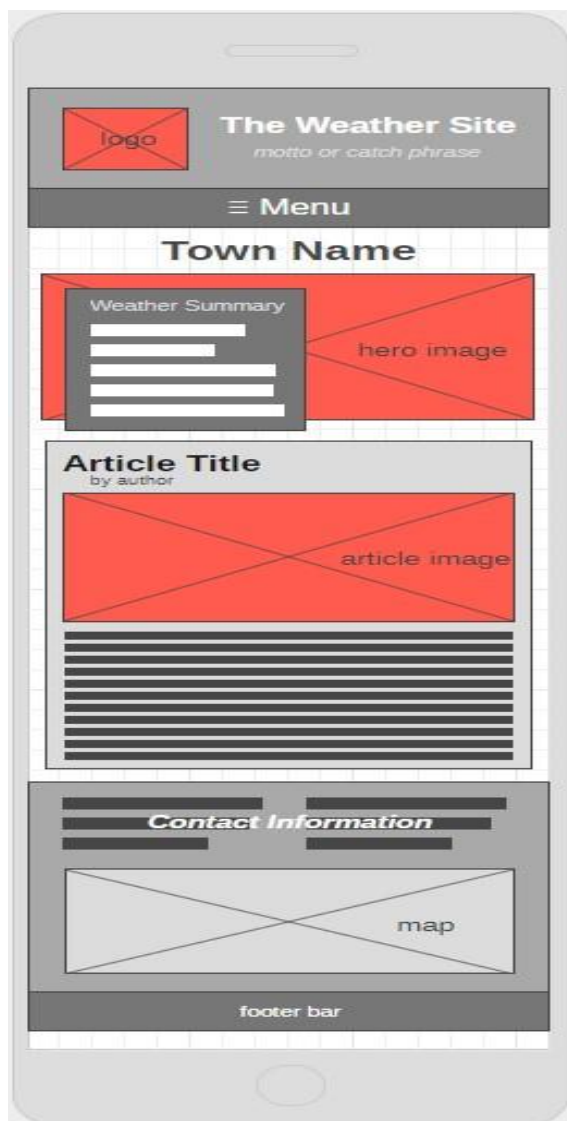 logo
The Weather Site
motto or catch phrase
☰ Menu
Town Name
Weather Summary
hero image
Article Title
by author
article image
Contact Information
map
footer bar